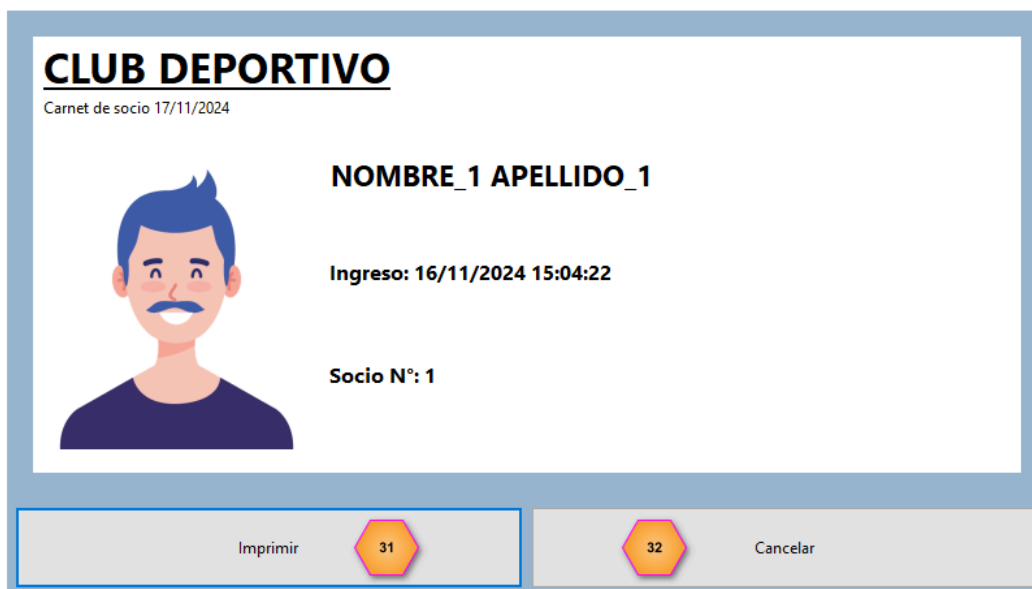 CLUB DEPORTIVO
Carnet de socio 17/11/2024
NOMBRE_1 APELLIDO_1
Ingreso: 16/11/2024 15:04:22
Socio N°: 1
Imprimir 31
32 Cancelar